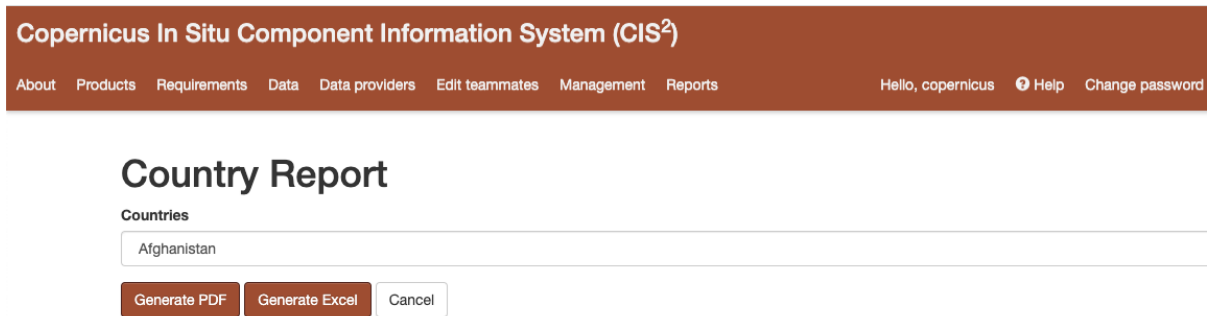 Copernicus In Situ Component Information System (CIS²)
About Products Requirements Data Data providers Edit teammates Management Reports Hello, copernicus Help Change password
Country Report
Countries
Afghanistan
Generate PDF Generate Excel Cancel